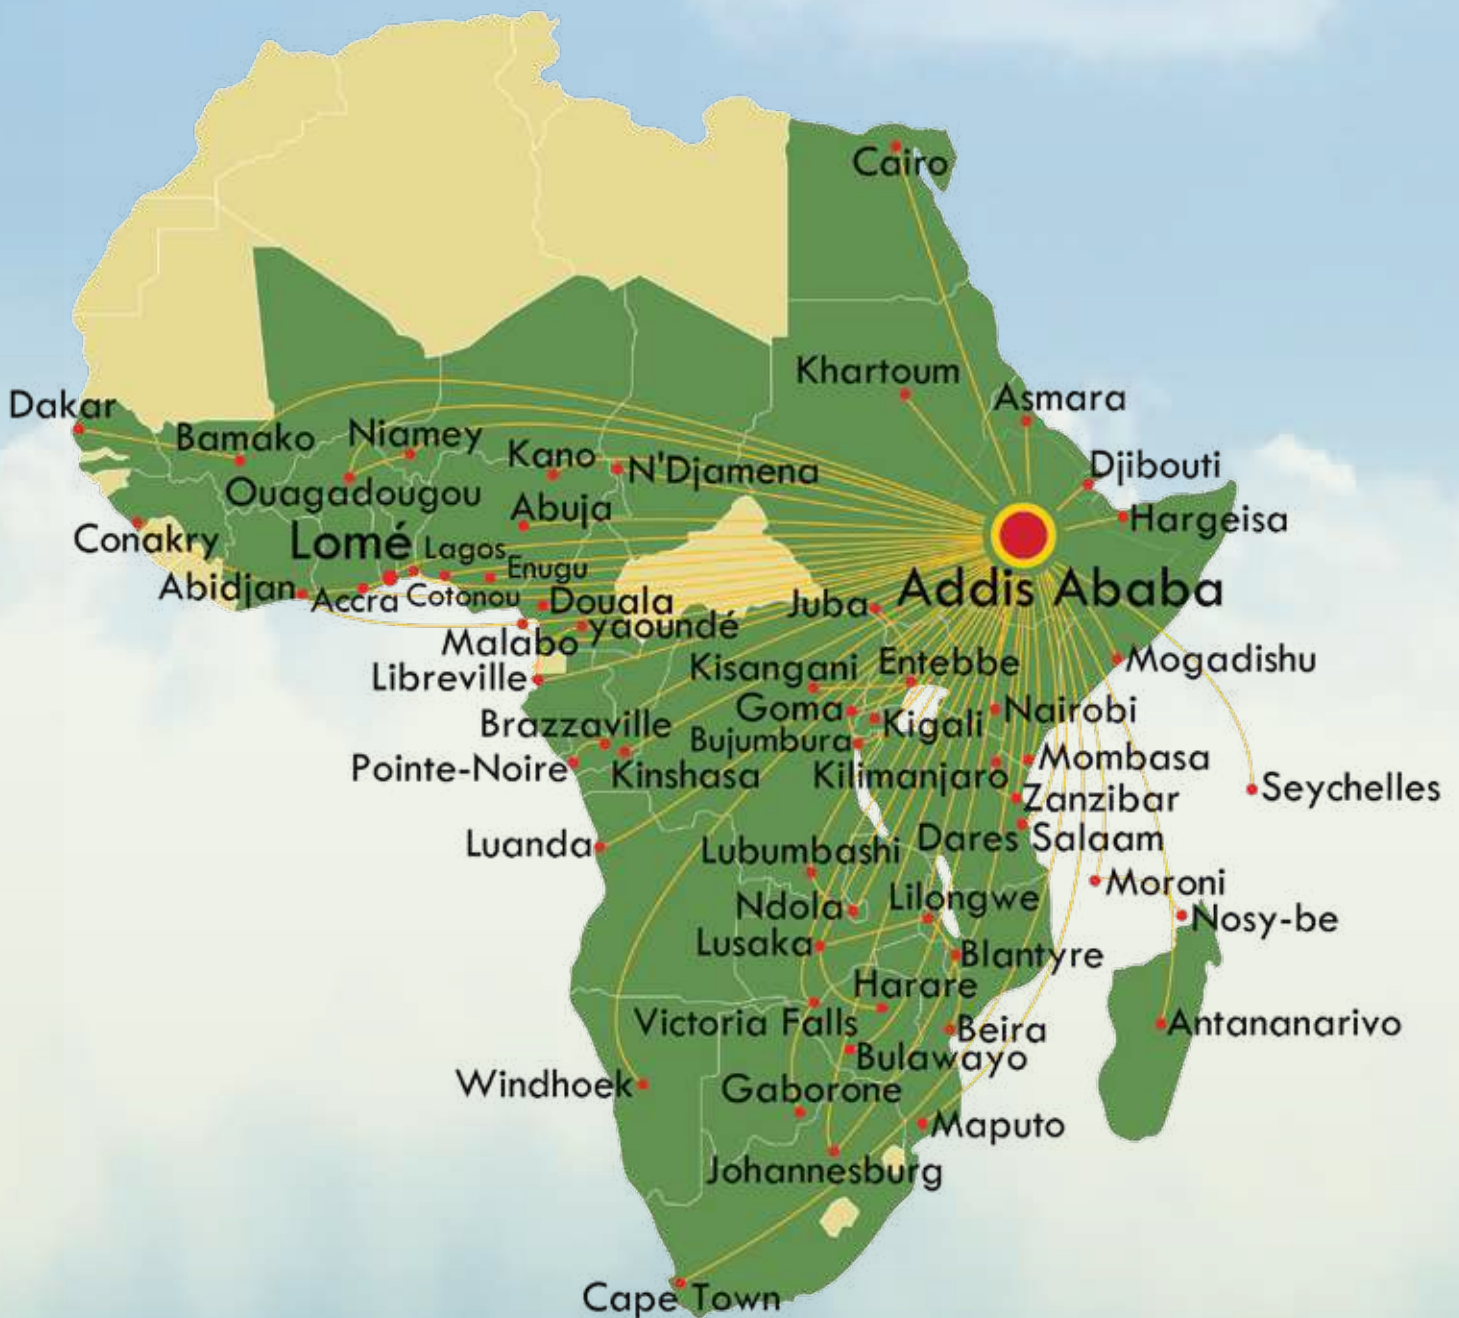 Cairo
Khartoum
Asmara
Dakar
Bamako
Niamey
Kano
N'Djamena
Djibouti
Ouagadougou
Abuja
Hargeisa
Conakry
Lomé
Lagos
Enugu
Abidjan
Accra
Cotonou
Douala
Juba
Addis Ababa
Malabo
yaoundé
Libreville
Kisangani
Entebbe
Mogadishu
Goma
Kigali
Nairobi
Brazzaville
Bujumbura
Pointe-Noire
Kinshasa
Kilimanjaro
Mombasa
Seychelles
Zanzibar
Luanda
Lubumbashi
Dares Salaam
Moroni
Ndola
Lilongwe
Nosy-be
Lusaka
Blantyre
Harare
Victoria Falls
Beira
Antananarivo
Bulawayo
Windhoek
Gaborone
Maputo
Johannesburg
Cape Town